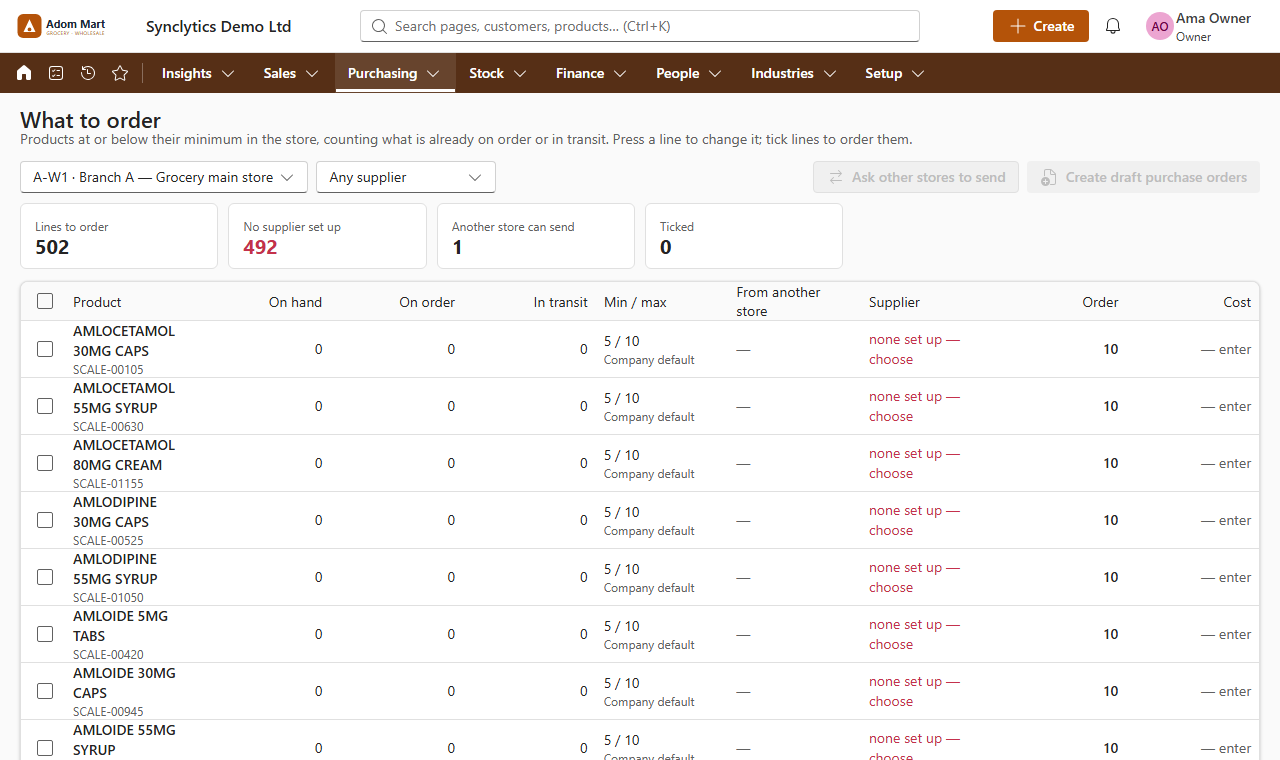 Adom Mart
GROCERY · WHOLESALE
Synclytics Demo Ltd
Search pages, customers, products... (Ctrl+K)
Create
AO
Ama Owner
Owner
Insights
Sales
Purchasing
Stock
Finance
People
Industries
Setup
What to order
Products at or below their minimum in the store, counting what is already on order or in transit. Press a line to change it; tick lines to order them.
A-W1 · Branch A — Grocery main store
Any supplier
Ask other stores to send
Create draft purchase orders
Lines to order
502
No supplier set up
492
Another store can send
1
Ticked
0
Product On hand On order In transit Min / max From another store Supplier Order Cost
AMLOCETAMOL
30MG CAPS
SCALE-00105
0 0 0
5 / 10
Company default
—
none set up —
choose
10
— enter
AMLOCETAMOL
55MG SYRUP
SCALE-00630
0 0 0
5 / 10
Company default
—
none set up —
choose
10
— enter
AMLOCETAMOL
80MG CREAM
SCALE-01155
0 0 0
5 / 10
Company default
—
none set up —
choose
10
— enter
AMLODIPINE
30MG CAPS
SCALE-00525
0 0 0
5 / 10
Company default
—
none set up —
choose
10
— enter
AMLODIPINE
55MG SYRUP
SCALE-01050
0 0 0
5 / 10
Company default
—
none set up —
choose
10
— enter
AMLOIDE 5MG
TABS
SCALE-00420
0 0 0
5 / 10
Company default
—
none set up —
choose
10
— enter
AMLOIDE 30MG
CAPS
SCALE-00945
0 0 0
5 / 10
Company default
—
none set up —
choose
10
— enter
AMLOIDE 55MG
SYRUP
0 0 0
5 / 10
Company default
—
none set up —
choose
10
— enter